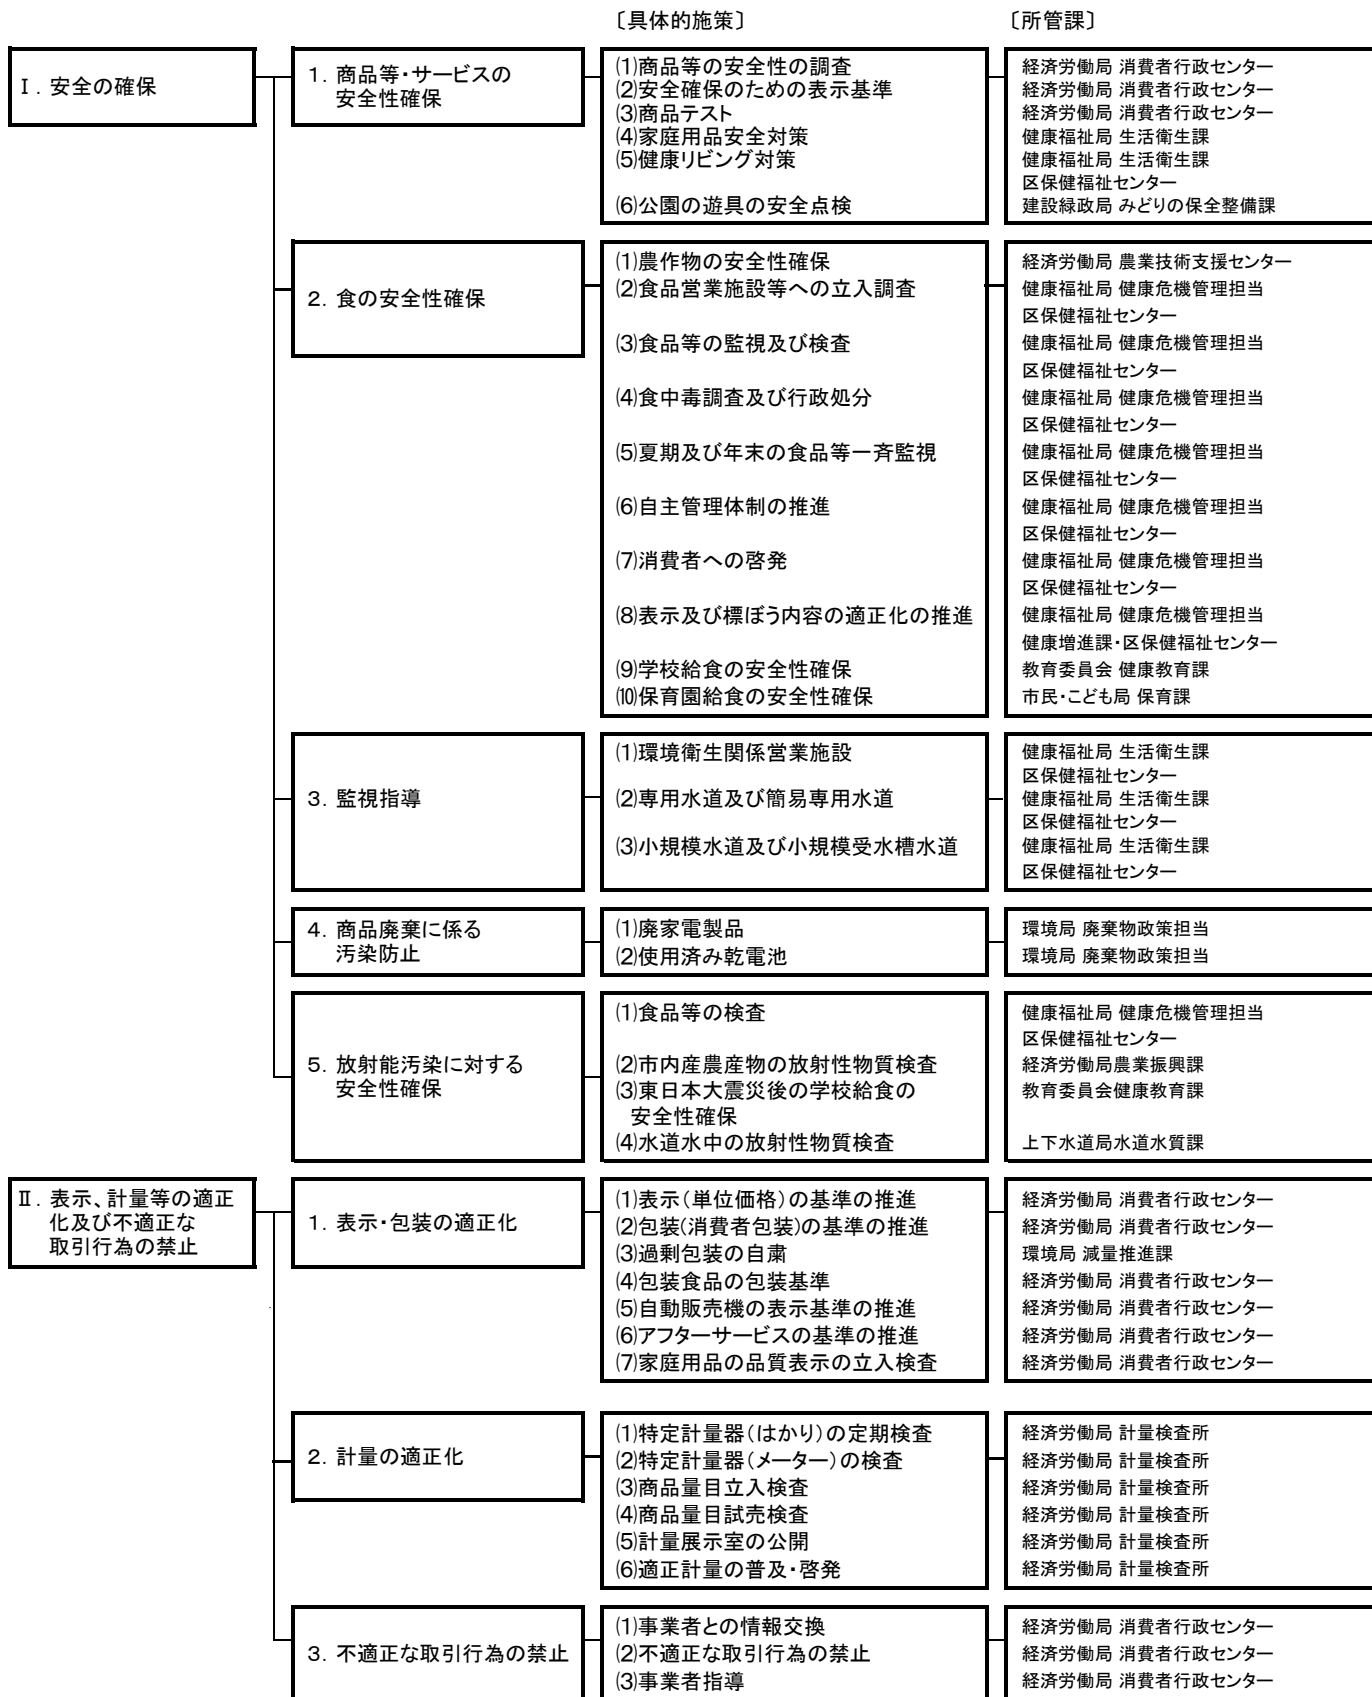 〔具体的施策〕
〔所管課〕
Ⅰ．安全の確保
1．商品等・サービスの
安全性確保
⑴商品等の安全性の調査
⑵安全確保のための表示基準
⑶商品テスト
⑷家庭用品安全対策
⑸健康リビング対策
⑹公園の遊具の安全点検
経済労働局 消費者行政センター
経済労働局 消費者行政センター
経済労働局 消費者行政センター
健康福祉局 生活衛生課
健康福祉局 生活衛生課
区保健福祉センター
建設緑政局 みどりの保全整備課
2．食の安全性確保
⑴農作物の安全性確保
⑵食品営業施設等への立入調査
⑶食品等の監視及び検査
⑷食中毒調査及び行政処分
⑸夏期及び年末の食品等一斉監視
⑹自主管理体制の推進
⑺消費者への啓発
⑻表示及び標ぼう内容の適正化の推進
⑼学校給食の安全性確保
⑽保育園給食の安全性確保
経済労働局 農業技術支援センター
健康福祉局 健康危機管理担当
区保健福祉センター
健康福祉局 健康危機管理担当
区保健福祉センター
健康福祉局 健康危機管理担当
区保健福祉センター
健康福祉局 健康危機管理担当
区保健福祉センター
健康福祉局 健康危機管理担当
区保健福祉センター
健康福祉局 健康危機管理担当
区保健福祉センター
健康福祉局 健康危機管理担当
健康増進課・区保健福祉センター
教育委員会 健康教育課
市民・こども局 保育課
3．監視指導
⑴環境衛生関係営業施設
⑵専用水道及び簡易専用水道
⑶小規模水道及び小規模受水槽水道
健康福祉局 生活衛生課
区保健福祉センター
健康福祉局 生活衛生課
区保健福祉センター
健康福祉局 生活衛生課
区保健福祉センター
4．商品廃棄に係る
汚染防止
⑴廃家電製品
⑵使用済み乾電池
環境局 廃棄物政策担当
環境局 廃棄物政策担当
5．放射能汚染に対する
安全性確保
⑴食品等の検査
⑵市内産農産物の放射性物質検査
⑶東日本大震災後の学校給食の
安全性確保
⑷水道水中の放射性物質検査
健康福祉局 健康危機管理担当
区保健福祉センター
経済労働局農業振興課
教育委員会健康教育課
上下水道局水道水質課
Ⅱ．表示、計量等の適正
化及び不適正な
取引行為の禁止
1．表示・包装の適正化
⑴表示（単位価格）の基準の推進
⑵包装(消費者包装)の基準の推進
⑶過剰包装の自粛
⑷包装食品の包装基準
⑸自動販売機の表示基準の推進
⑹アフターサービスの基準の推進
⑺家庭用品の品質表示の立入検査
経済労働局 消費者行政センター
経済労働局 消費者行政センター
環境局 減量推進課
経済労働局 消費者行政センター
経済労働局 消費者行政センター
経済労働局 消費者行政センター
経済労働局 消費者行政センター
2．計量の適正化
⑴特定計量器（はかり）の定期検査
⑵特定計量器（メーター）の検査
⑶商品量目立入検査
⑷商品量目試売検査
⑸計量展示室の公開
⑹適正計量の普及・啓発
経済労働局 計量検査所
経済労働局 計量検査所
経済労働局 計量検査所
経済労働局 計量検査所
経済労働局 計量検査所
経済労働局 計量検査所
3．不適正な取引行為の禁止
⑴事業者との情報交換
⑵不適正な取引行為の禁止
⑶事業者指導
経済労働局 消費者行政センター
経済労働局 消費者行政センター
経済労働局 消費者行政センター